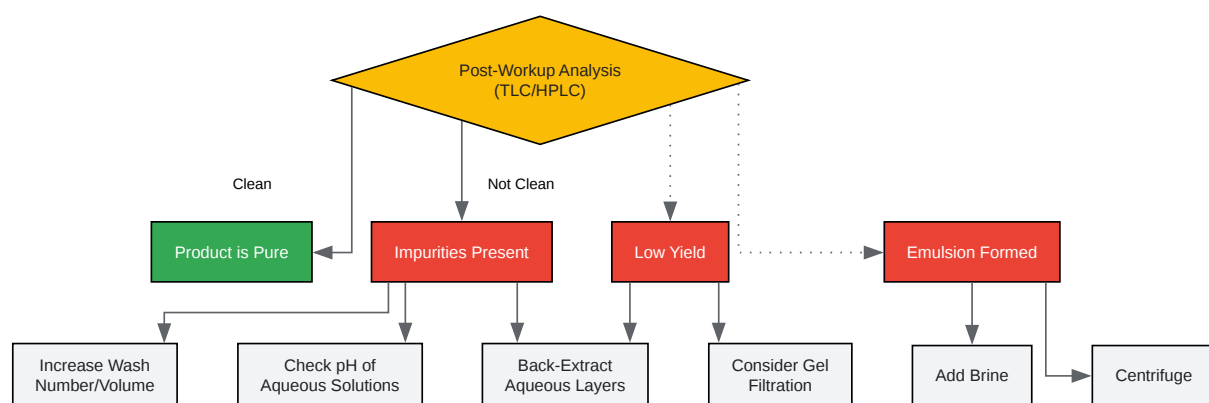 Post-Workup Analysis
(TLC/HPLC)
Clean
Not Clean
Product is Pure
Impurities Present
Low Yield
Emulsion Formed
Increase Wash
Number/Volume
Check pH of
Aqueous Solutions
Back-Extract
Aqueous Layers
Consider Gel
Filtration
Add Brine
Centrifuge